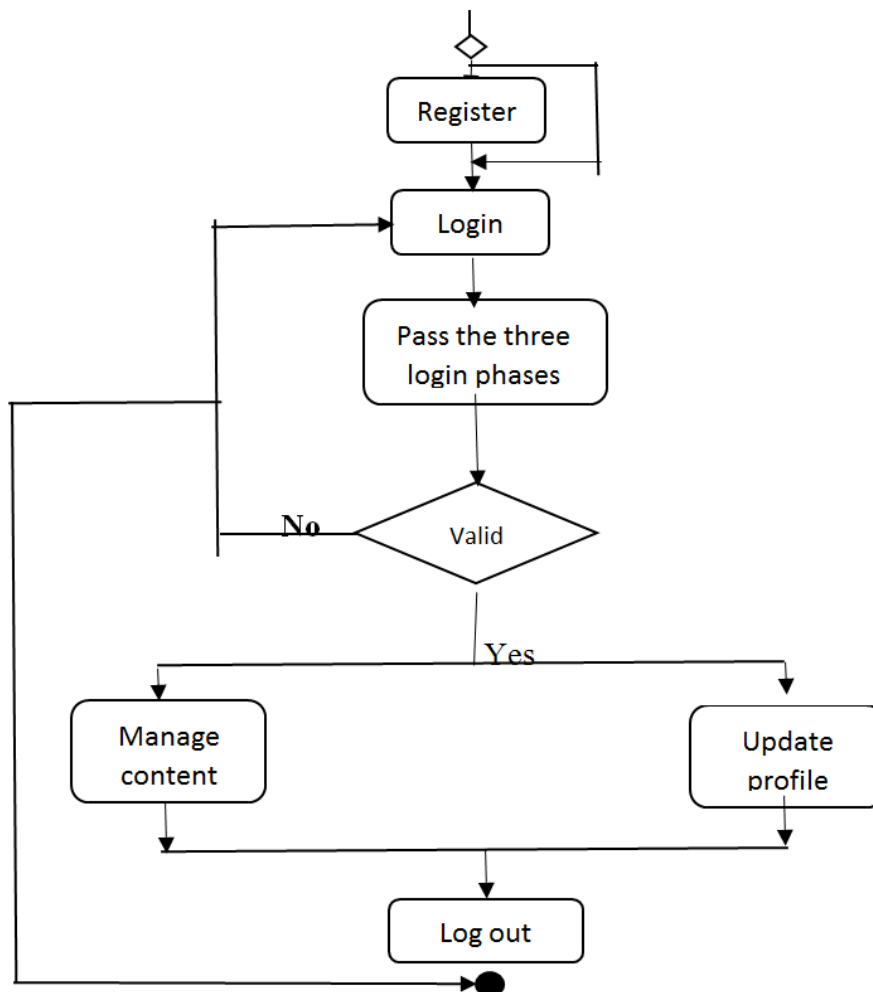 Register
Login
Pass the three
login phases
No
Valid
Yes
Manage
content
Update
profile
Log out